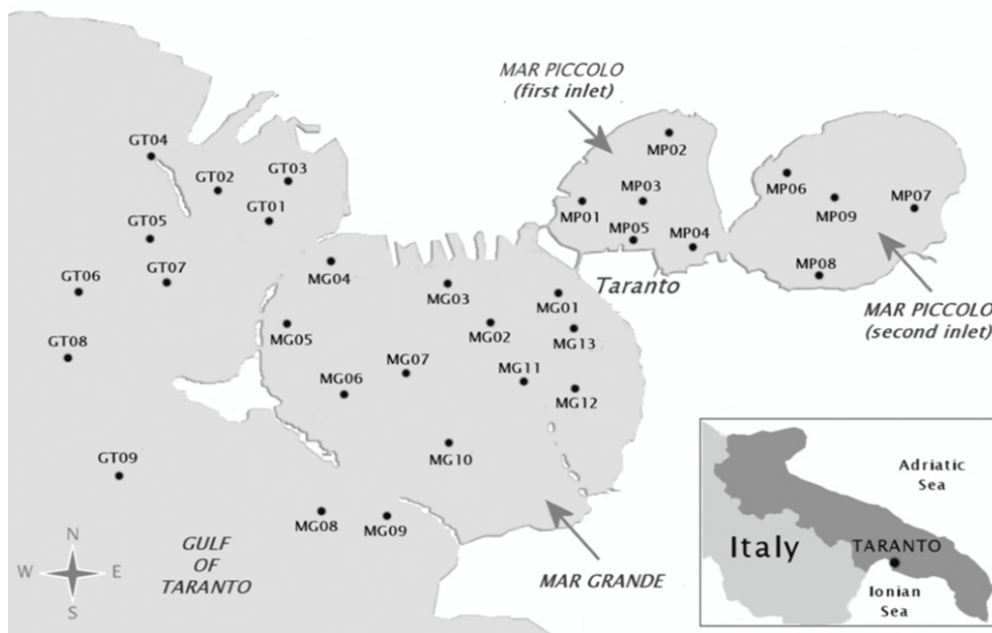 MAR PICCOLO
(first inlet)
GT04
MP02
GT03
GT02
MP03
MP06
MP07
GT01
MP01
MP09
GT05
MP05
MP04
GT07
MP08
GT06
MG04
Taranto
MG03
MG01
MAR PICCOLO
(second inlet)
MG05
MG02
MG13
GT08
MG07
MG11
MG06
MG12
MG10
GT09
MG08
MG09
GULF
OF
TARANTO
MAR GRANDE
N
W
E
S
Adriatic
Sea
Italy
TARANTO
Ionian
Sea